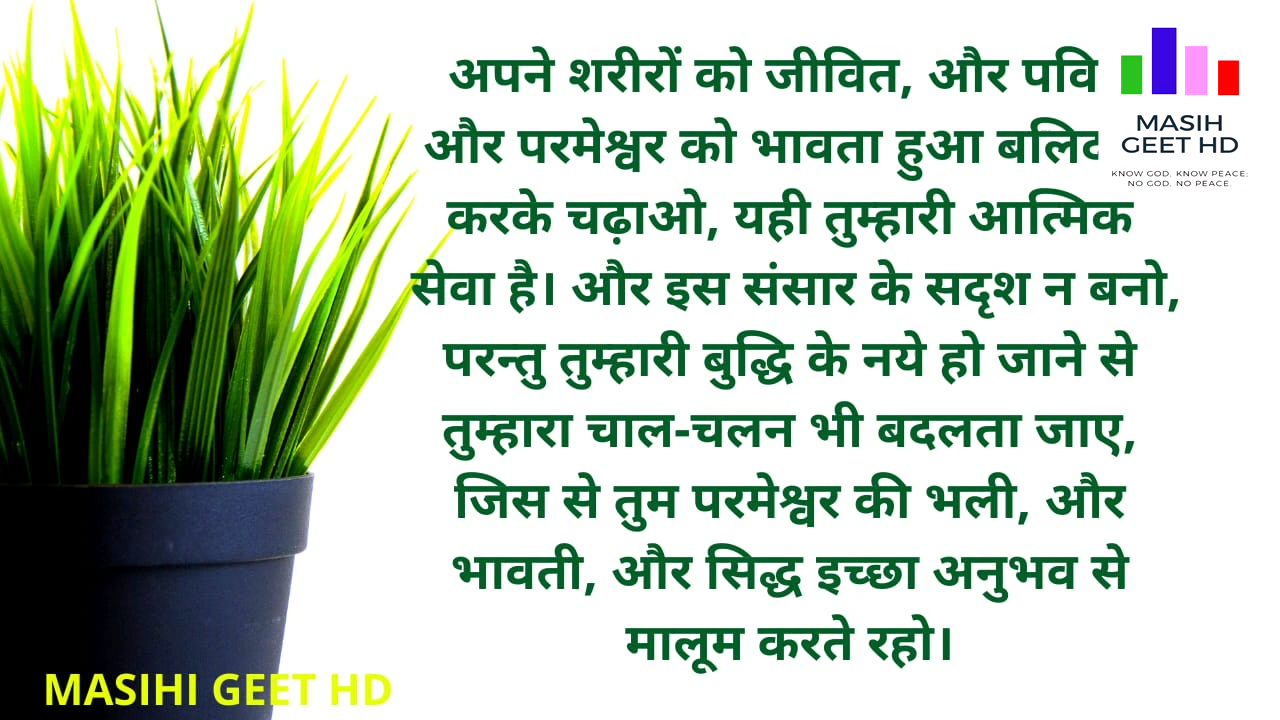 अपने शरीरों को जीवित, और
और परमेश्वर को भावता हुआ
करके चढ़ाओ, यही तुम्हारी आत्मिक
सेवा है। और इस संसार के सदृश न बनो,
परन्तु तुम्हारी बुद्धि के नये हो जाने से
तुम्हारा चाल-चलन भी बदलता जाए,
जिस से तुम परमेश्वर की भली, और
भावती, और सिद्ध इच्छा अनुभव से
मालूम करते रहो।
MASIH
GEET HD
KNOW GOD, KNOW PEACE;
NO GOD, NO PEACE.
MASIHI GEET HD